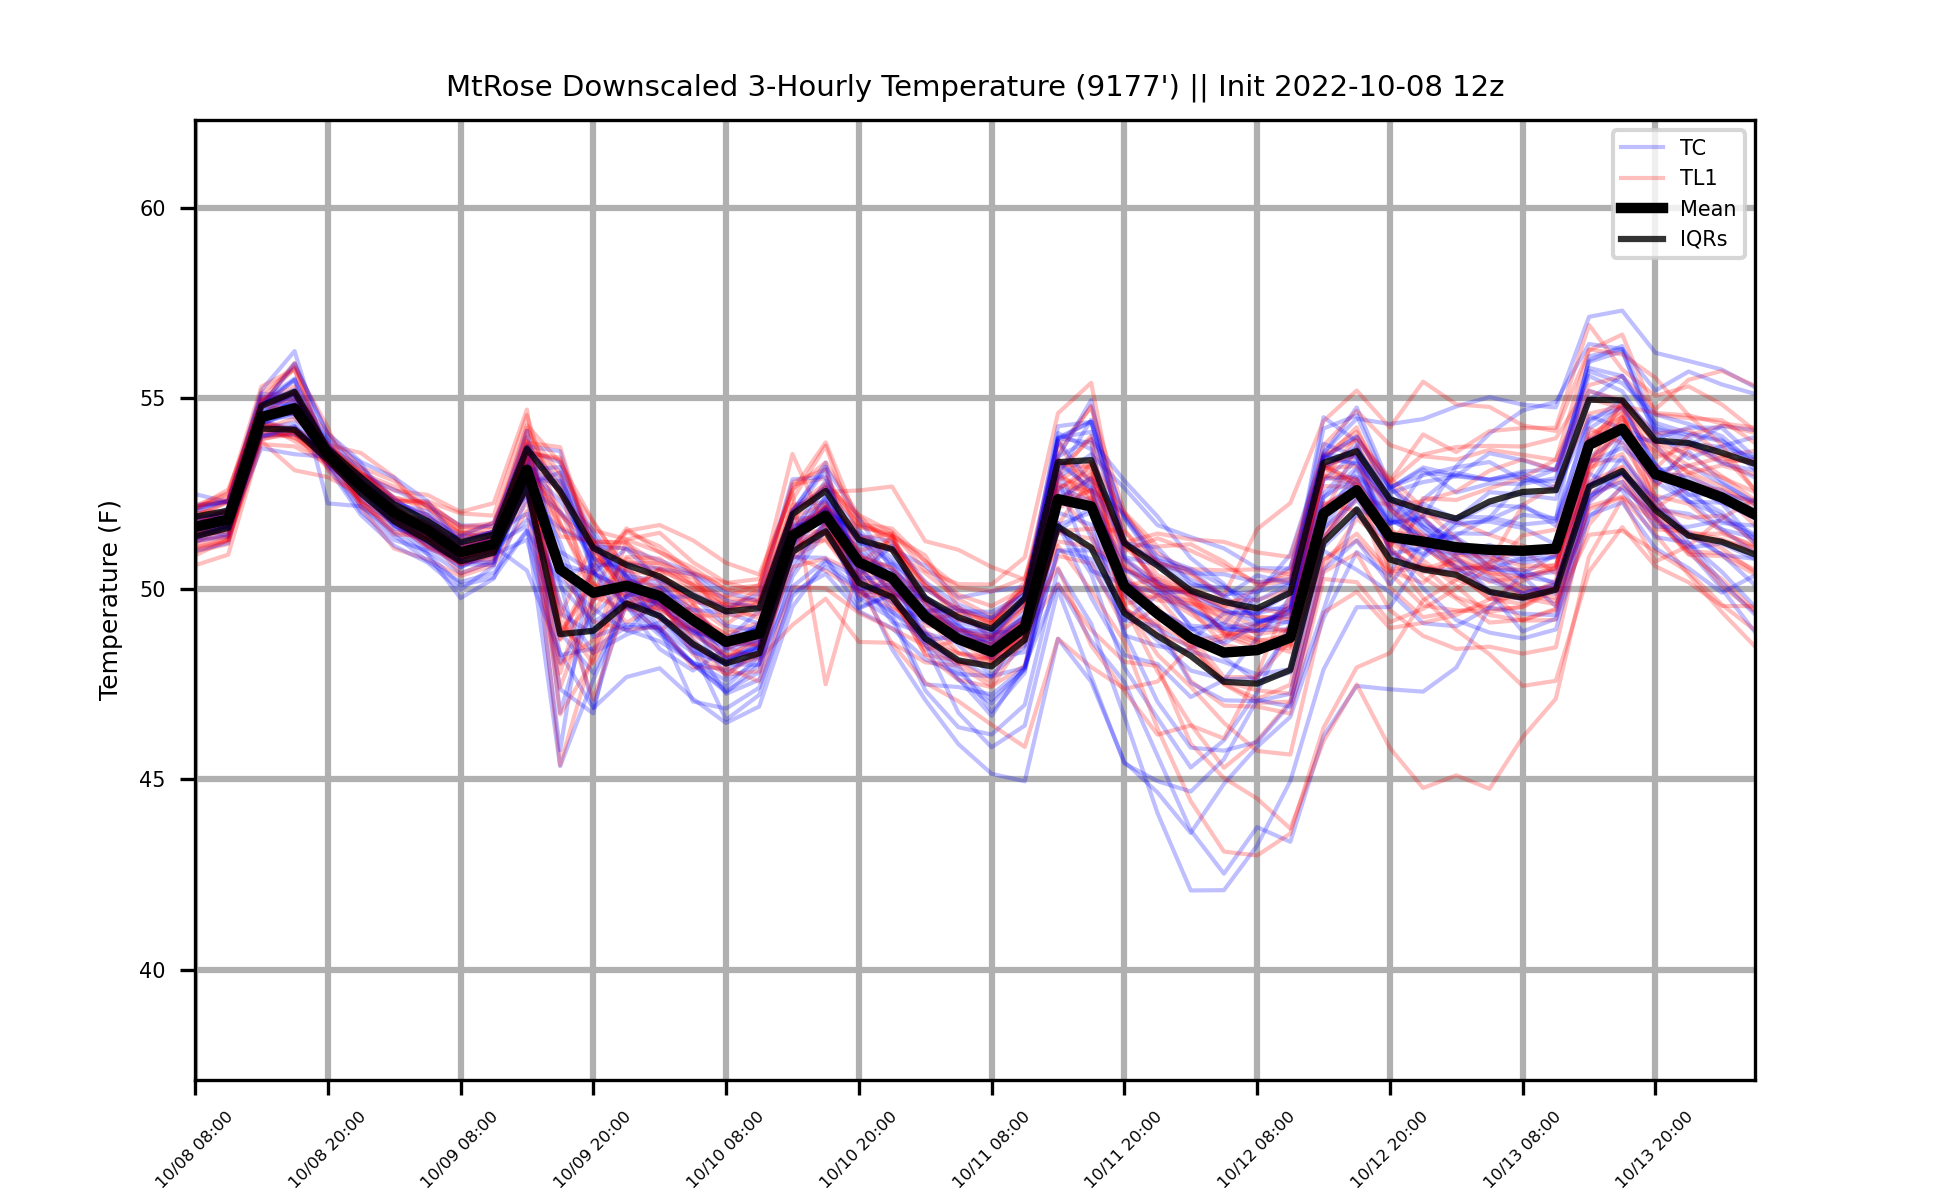 MtRose Downscaled 3-Hourly Temperature (9177') || Init 2022-10-08 12z
TC
TL1
Mean
IQRs
Temperature (F)
60
55
50
45
40
10/08 08:00
10/08 20:00
10/09 08:00
10/09 20:00
10/10 08:00
10/10 20:00
10/11 08:00
10/11 20:00
10/12 08:00
10/12 20:00
10/13 08:00
10/13 20:00